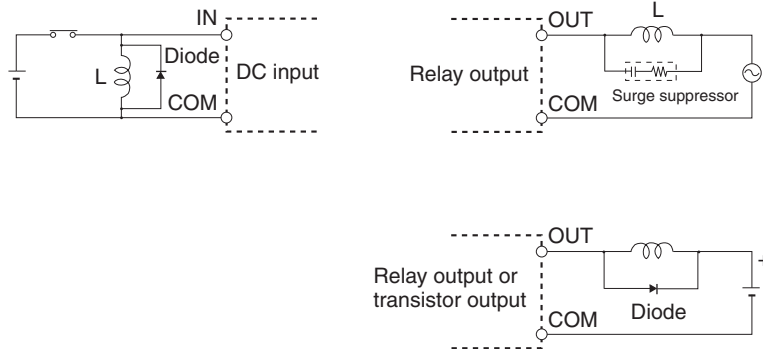 IN
Diode
L
DC input
COM
OUT
L
Relay output
Surge suppressor
COM
OUT
+
Relay output or
transistor output
Diode
COM